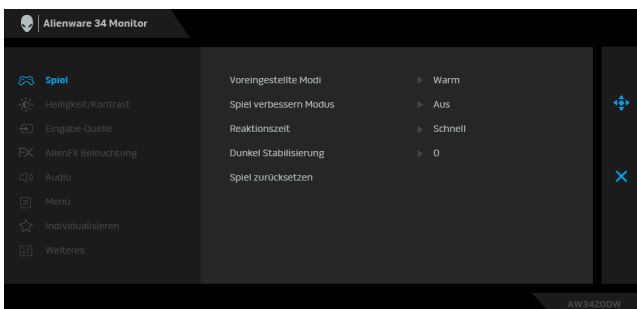 Alienware 34 Monitor
Spiel
Helligkeit/Kontrast
Eingabe-Quelle
FX AlienFX Beleuchtung
Audio
Menü
Individualisieren
Weiteres
Voreingestellte Modi Warm
Spiel verbessern Modus Aus
Reaktionszeit Schnell
Dunkel Stabilisierung 0
Spiel zurücksetzen
AW3420DW